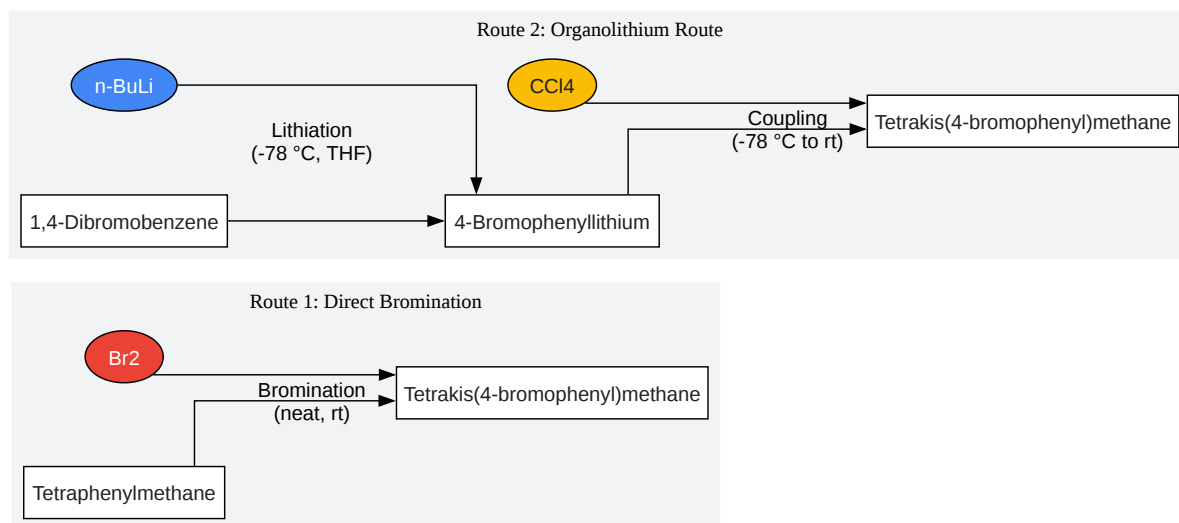 Route 2: Organolithium Route
n-BuLi
CCl4
Lithiation
(-78 °C, THF)
Coupling
(-78 °C to rt)
Tetrakis(4-bromophenyl)methane
1,4-Dibromobenzene
4-Bromophenyllithium
Route 1: Direct Bromination
Br2
Bromination
(neat, rt)
Tetrakis(4-bromophenyl)methane
Tetraphenylmethane